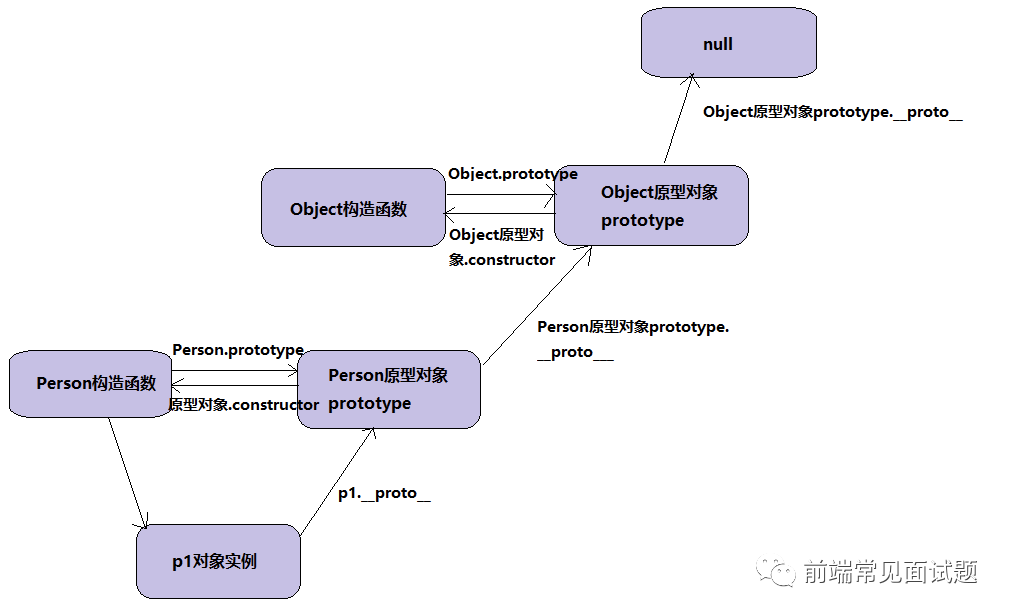 null
Object原型对象prototype.__proto__
Object.prototype
Object构造函数
Object原型对象
prototype
Object原型对
象.constructor
Person原型对象prototype.
__proto___
Person.prototype
Person构造函数
Person原型对象
prototype
原型对象.constructor
p1.__proto__
p1对象实例
前端常见面试题